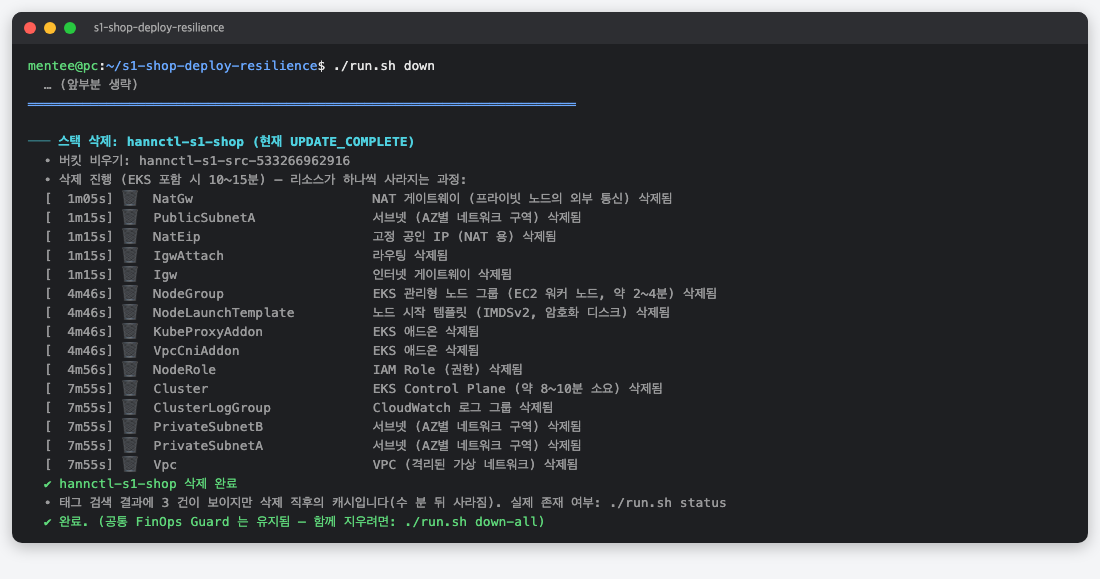 s1-shop-deploy-resilience
mentee@pc:~/s1-shop-deploy-resilience$ ./run.sh down
… (앞부분 생략)
── 스택 삭제: hannctl-s1-shop (현재 UPDATE_COMPLETE)
• 버킷 비우기: hannctl-s1-src-533266962916
• 삭제 진행 (EKS 포함 시 10~15분) — 리소스가 하나씩 사라지는 과정:
[ 1m05s] 🗑 NatGw NAT 게이트웨이 (프라이빗 노드의 외부 통신) 삭제됨
[ 1m15s] 🗑 PublicSubnetA 서브넷 (AZ별 네트워크 구역) 삭제됨
[ 1m15s] 🗑 NatEip 고정 공인 IP (NAT 용) 삭제됨
[ 1m15s] 🗑 IgwAttach 라우팅 삭제됨
[ 1m15s] 🗑 Igw 인터넷 게이트웨이 삭제됨
[ 4m46s] 🗑 NodeGroup EKS 관리형 노드 그룹 (EC2 워커 노드, 약 2~4분) 삭제됨
[ 4m46s] 🗑 NodeLaunchTemplate 노드 시작 템플릿 (IMDSv2, 암호화 디스크) 삭제됨
[ 4m46s] 🗑 KubeProxyAddon EKS 애드온 삭제됨
[ 4m46s] 🗑 VpcCniAddon EKS 애드온 삭제됨
[ 4m56s] 🗑 NodeRole IAM Role (권한) 삭제됨
[ 7m55s] 🗑 Cluster EKS Control Plane (약 8~10분 소요) 삭제됨
[ 7m55s] 🗑 ClusterLogGroup CloudWatch 로그 그룹 삭제됨
[ 7m55s] 🗑 PrivateSubnetB 서브넷 (AZ별 네트워크 구역) 삭제됨
[ 7m55s] 🗑 PrivateSubnetA 서브넷 (AZ별 네트워크 구역) 삭제됨
[ 7m55s] 🗑 Vpc VPC (격리된 가상 네트워크) 삭제됨
✔ hannctl-s1-shop 삭제 완료
• 태그 검색 결과에 3 건이 보이지만 삭제 직후의 캐시입니다(수 분 뒤 사라짐). 실제 존재 여부: ./run.sh status
✔ 완료. (공통 FinOps Guard 는 유지됨 — 함께 지우려면: ./run.sh down-all)